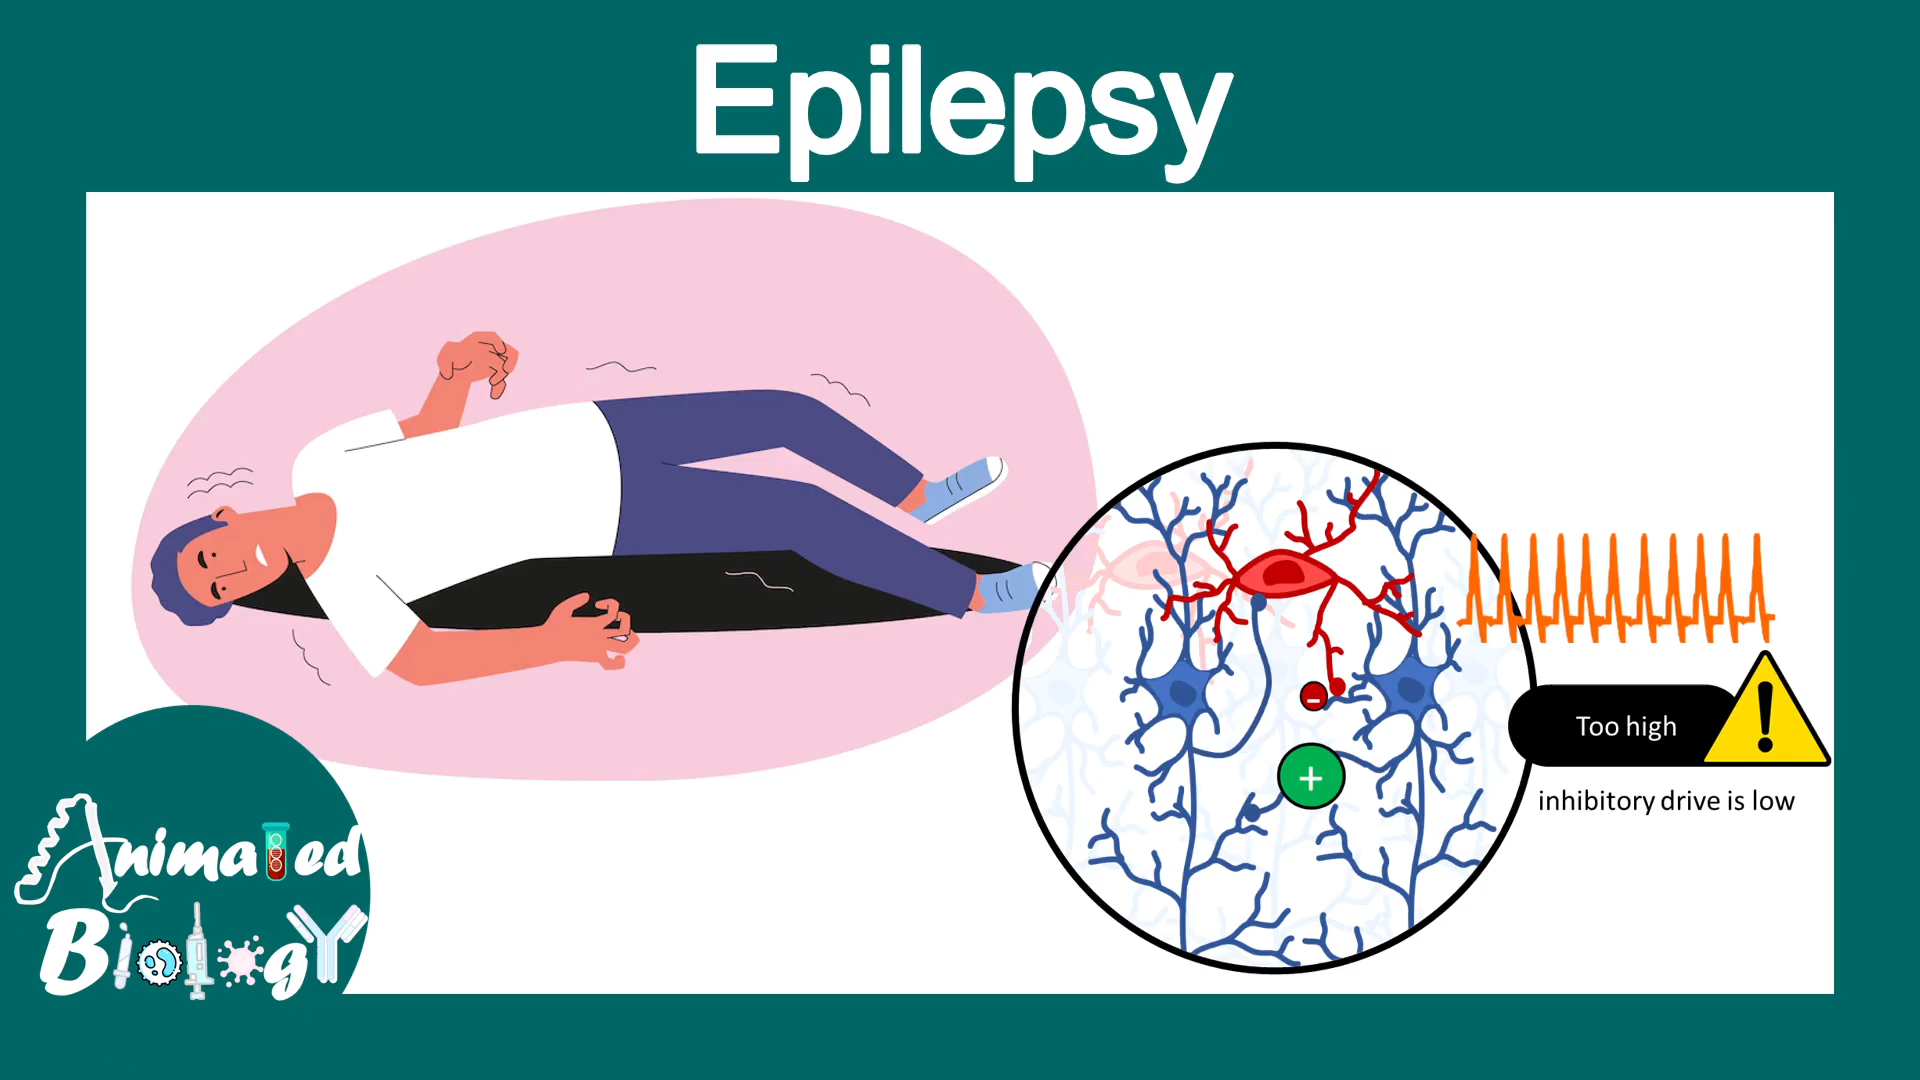 Epilepsy
-
+
Too high
inhibitory drive is low
Animated
Biology